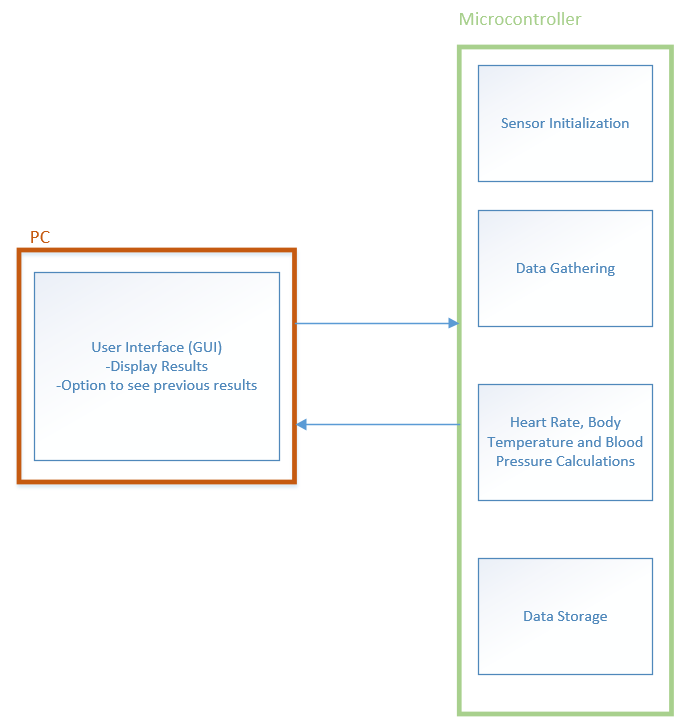 Microcontroller
Sensor Initialization
Data Gathering
PC
User Interface (GUI)
-Display Results
-Option to see previous results
Heart Rate, Body
Temperature and Blood
Pressure Calculations
Data Storage